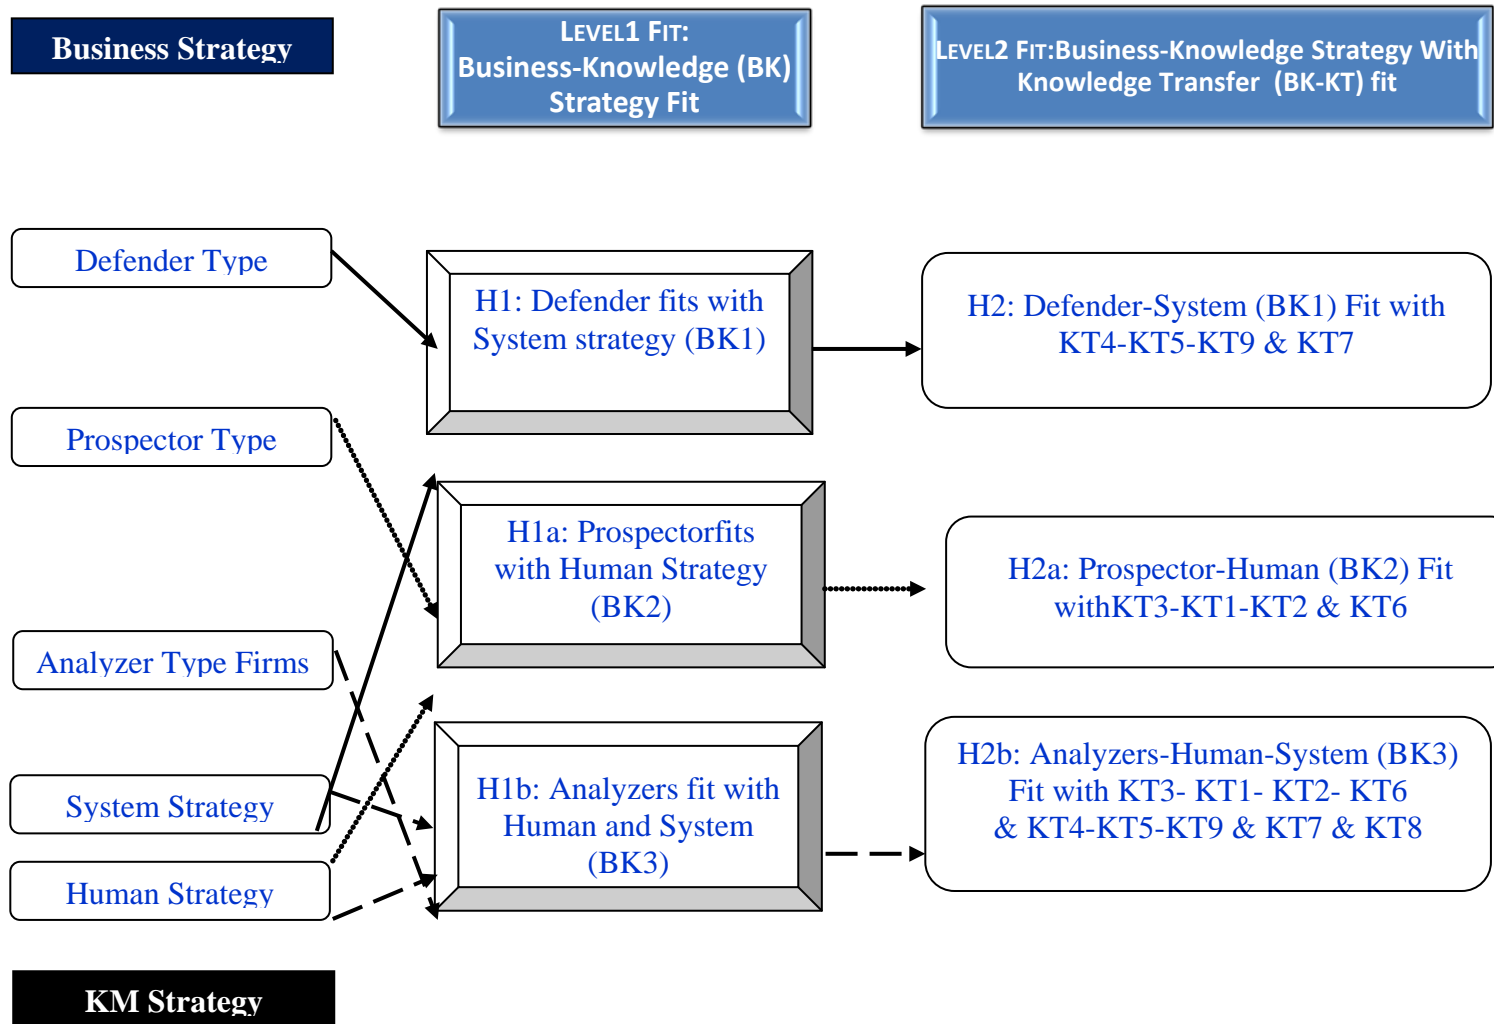 Business Strategy
LEVEL1 FIT:
Business-Knowledge (BK)
Strategy Fit
LEVEL2 FIT:Business-Knowledge Strategy With
Knowledge Transfer (BK-KT) fit
Defender Type
H1: Defender fits with
System strategy (BK1)
H2: Defender-System (BK1) Fit with
KT4-KT5-KT9 & KT7
Prospector Type
H1a: Prospectorfits
with Human Strategy
(BK2)
H2a: Prospector-Human (BK2) Fit
withKT3-KT1-KT2 & KT6
Analyzer Type Firms
System Strategy
Human Strategy
H1b: Analyzers fit with
Human and System
(BK3)
H2b: Analyzers-Human-System (BK3)
Fit with KT3- KT1- KT2- KT6
& KT4-KT5-KT9 & KT7 & KT8
KM Strategy